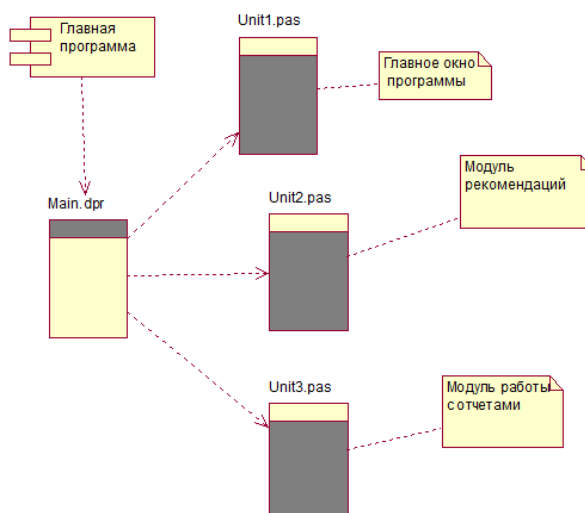 Главная
программа
Unit1.pas
Главное окно
программы
Main.dpr
Unit2.pas
Модуль
рекомендаций
Unit3.pas
Модуль работы
с отчетами